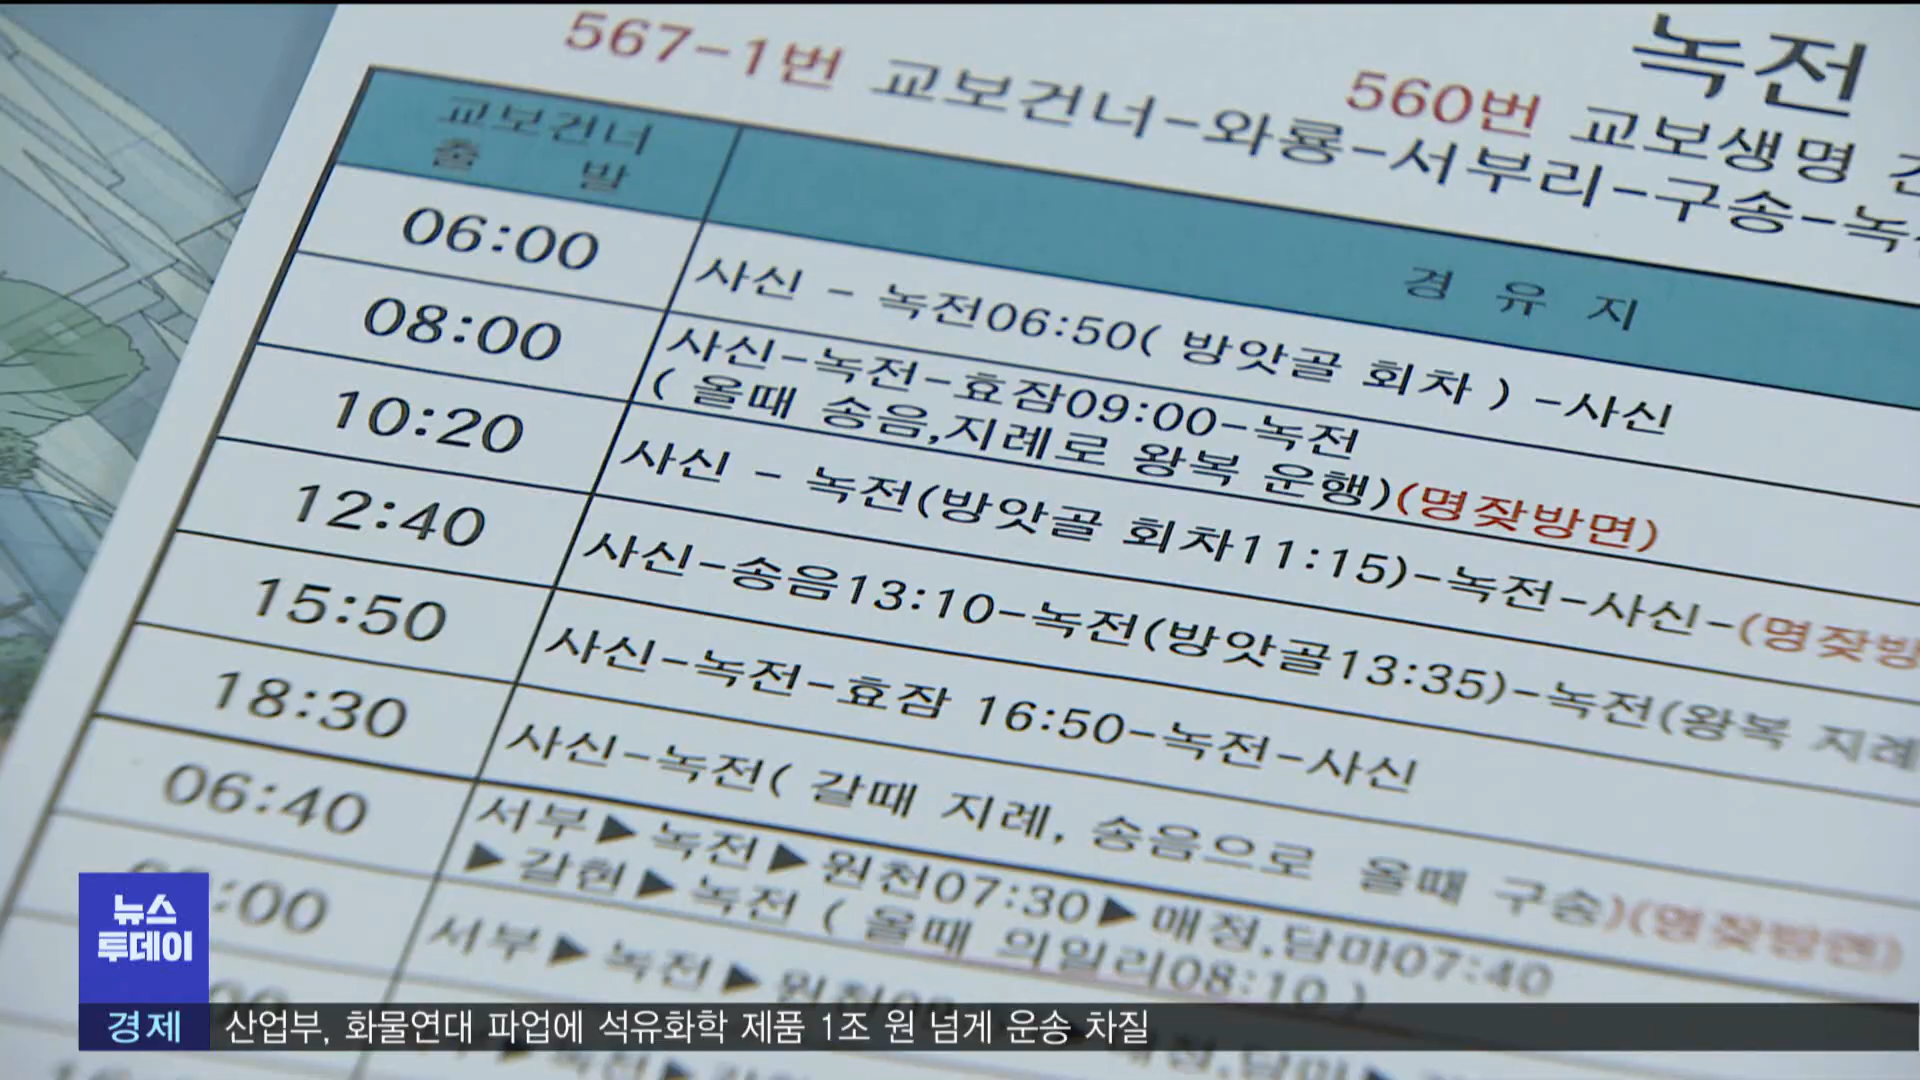 녹전
560번 교보생명
567-1번 교보건너-와룡-서부리-구송-녹
교보건너
출 발
경 유 지
06:00 사신 - 녹전06:50( 방앗골 회차 ) -사신
08:00 사신-녹전-효잠09:00-녹전
( 올때 송음,지례로 왕복 운행)(명잦방면)
10:20 사신 - 녹전(방앗골 회차11:15)-녹전-사신-(명잦방
12:40 사신-송음13:10-녹전(방앗골13:35)-녹전(왕복 지례
15:50 사신-녹전-효잠 16:50-녹전-사신
18:30 사신-녹전( 갈때 지례, 송음으로 올때 구송)(명잦방면)
06:40 서부▶녹전▶원천07:30▶매정,담마07:40
▶갈현▶녹전 ( 올때 의일리08:10 )
:00 서부▶녹전▶원천
매정,담마
뉴스
투데이
경제 산업부, 화물연대 파업에 석유화학 제품 1조 원 넘게 운송 차질